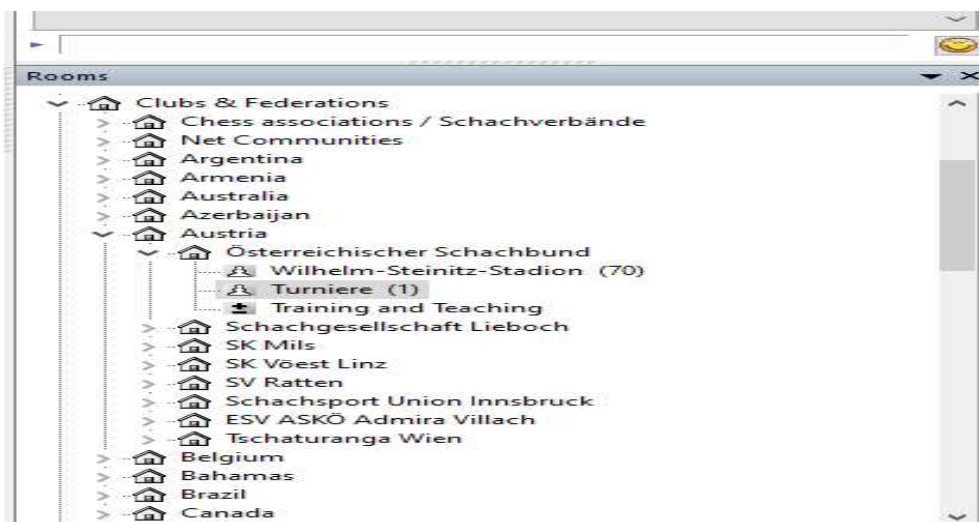 Rooms
Clubs & Federations
Chess associations / Schachverbände
Net Communities
Argentina
Armenia
Australia
Azerbaijan
Austria
Österreichischer Schachbund
Wilhelm-Steinitz-Stadion (70)
Turniere (1)
Training and Teaching
Schachgesellschaft Lieboch
SK Mils
SK Vöest Linz
SV Ratten
Schachsport Union Innsbruck
ESV ASKÖ Admira Villach
Tschaturanga Wien
Belgium
Bahamas
Brazil
Canada